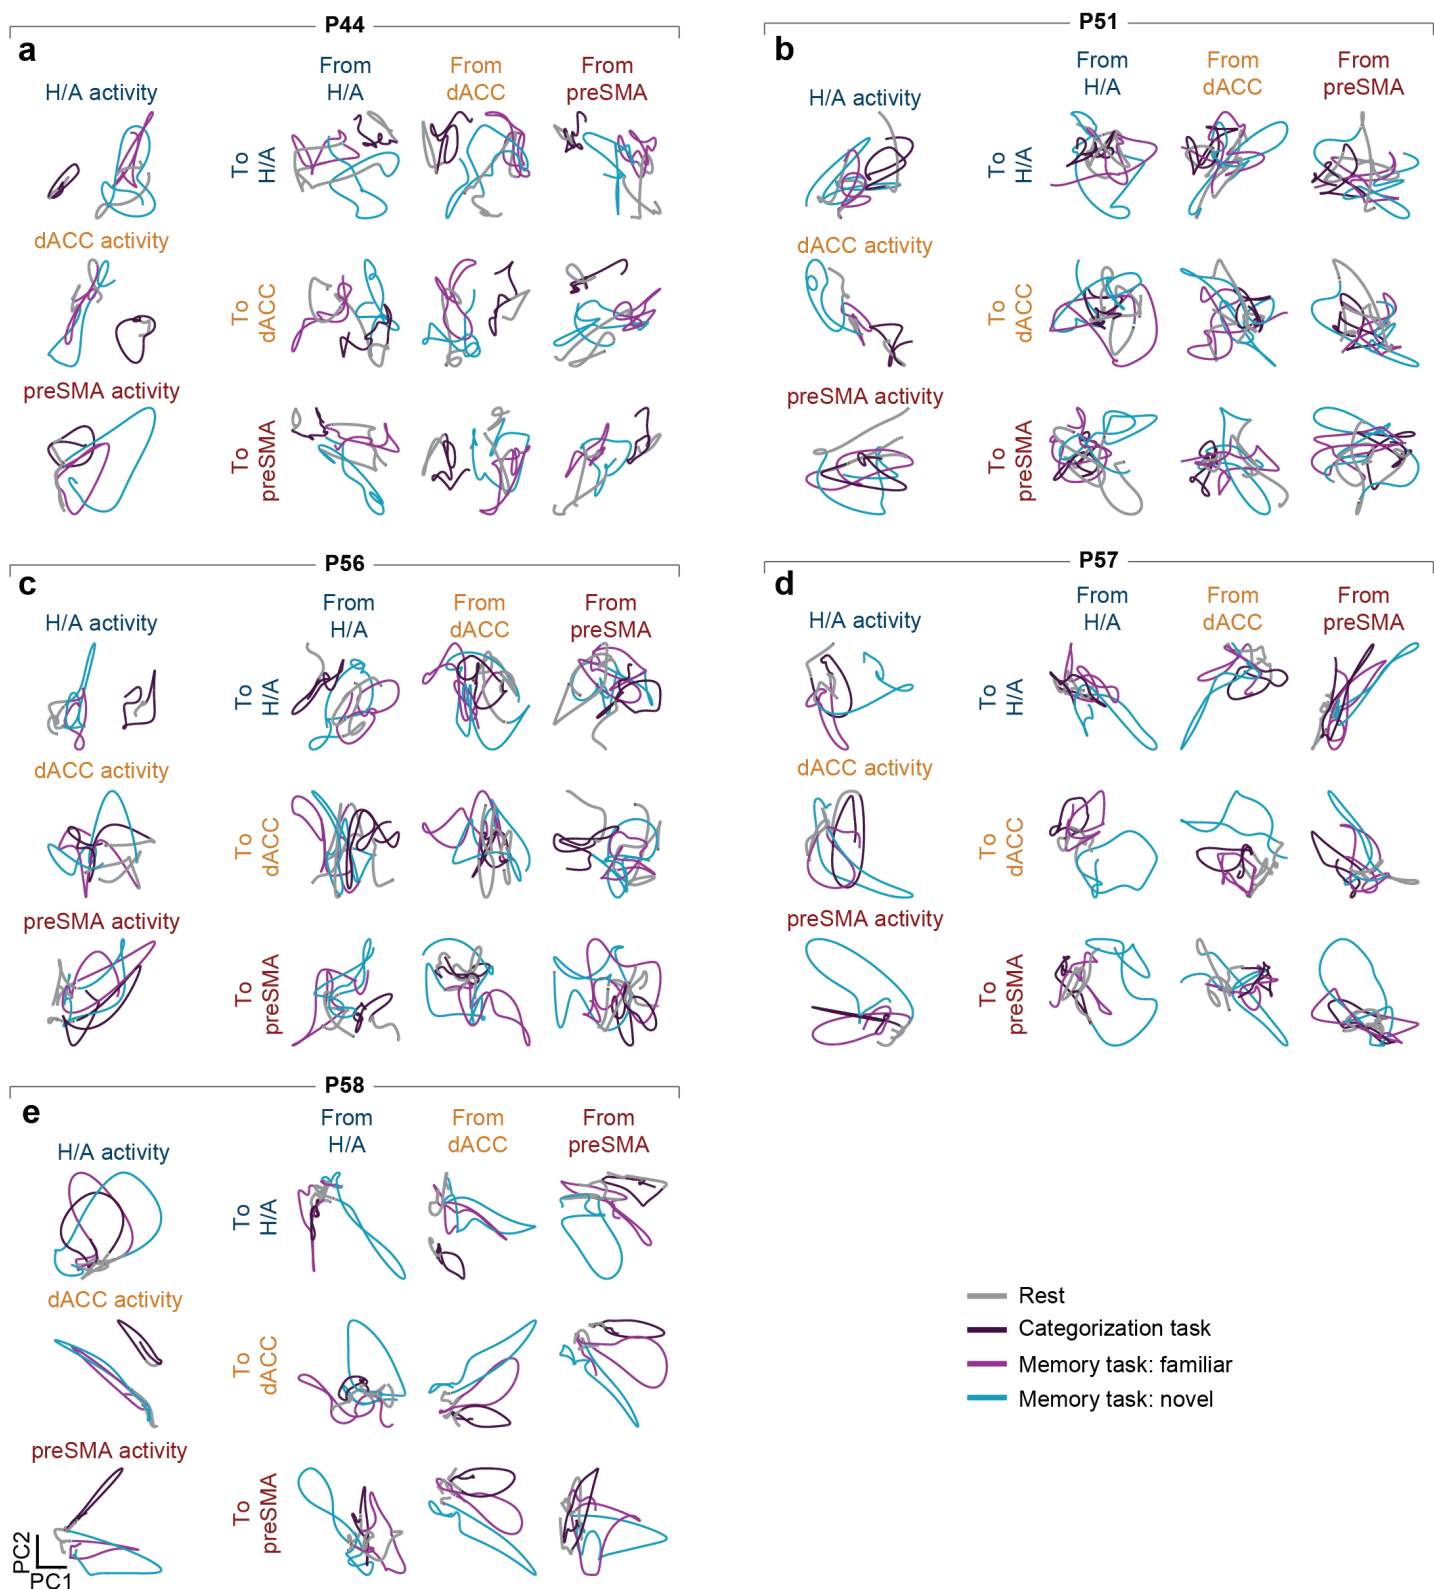 P44
a
H/A activity
From
H/A
From
dACC
From
preSMA
To
H/A
dACC activity
To
dACC
preSMA activity
To
preSMA
P51
b
H/A activity
From
H/A
From
dACC
From
preSMA
To
H/A
dACC activity
To
dACC
preSMA activity
To
preSMA
P56
c
H/A activity
From
H/A
From
dACC
From
preSMA
To
H/A
dACC activity
To
dACC
preSMA activity
To
preSMA
P57
d
H/A activity
From
H/A
From
dACC
From
preSMA
To
H/A
dACC activity
To
dACC
preSMA activity
To
preSMA
P58
e
H/A activity
From
H/A
From
dACC
From
preSMA
To
H/A
dACC activity
To
dACC
preSMA activity
To
preSMA
PC2
PC1
Rest
Categorization task
Memory task: familiar
Memory task: novel